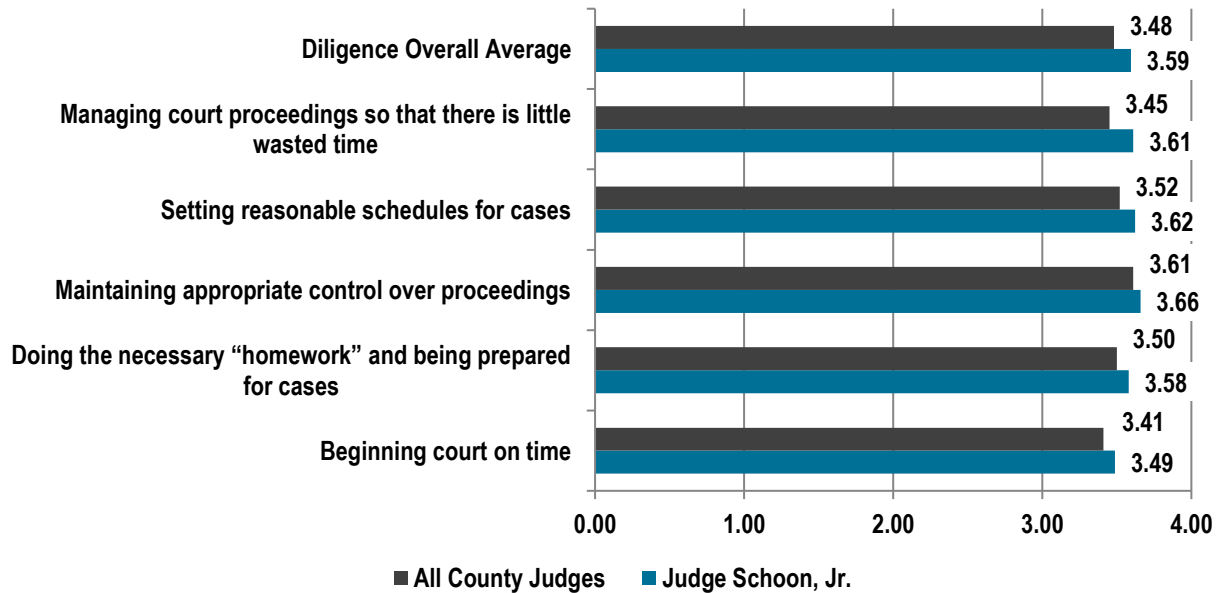 Diligence Overall Average
3.48
3.59
Managing court proceedings so that there is little
wasted time
3.45
3.61
Setting reasonable schedules for cases
3.52
3.62
Maintaining appropriate control over proceedings
3.61
3.66
Doing the necessary “homework” and being prepared
for cases
3.50
3.58
Beginning court on time
3.41
3.49
0.00 1.00 2.00 3.00 4.00
All County Judges Judge Schoon, Jr.